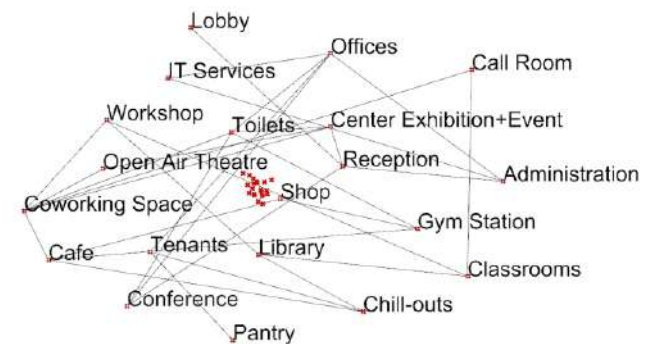 Lobby
Offices
IT Services
Call Room
Workshop
Toilets
Center Exhibition+Event
Open Air Theatre
Reception
Administration
Shop
Coworking Space
Gym Station
Cafe
Tenants
Library
Classrooms
Conference
Chill-outs
Pantry